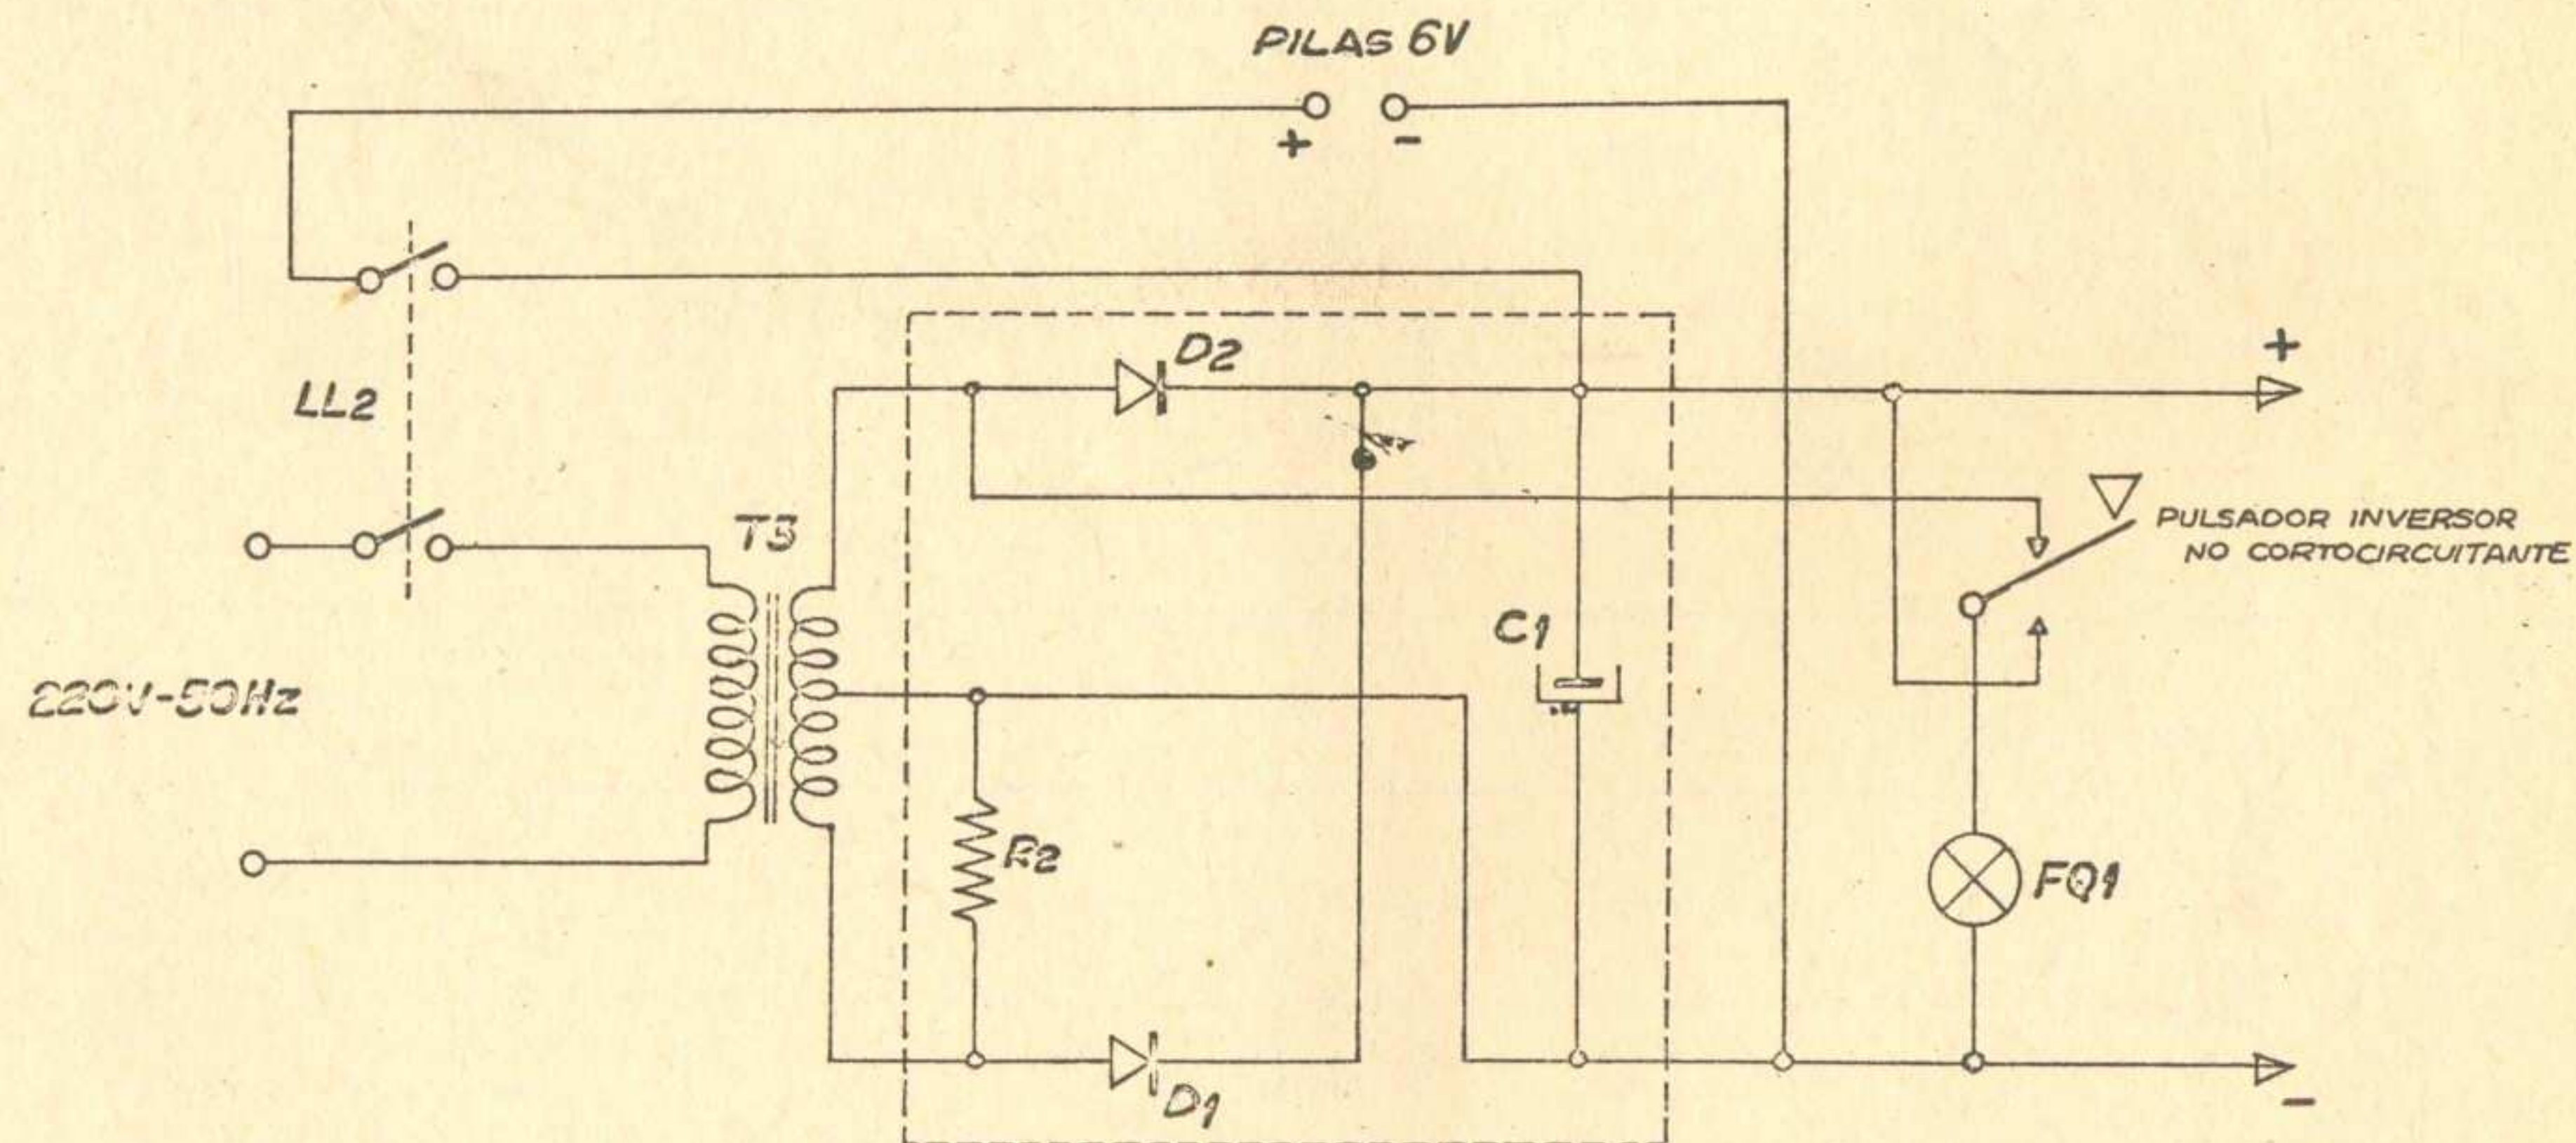 PILAS 6V
+ -
D2
+
LL2
PULSADOR INVERSOR
NO CORTOCIRCUITANTE
T3
C1
220V-50Hz
R2
FQ1
D1
-